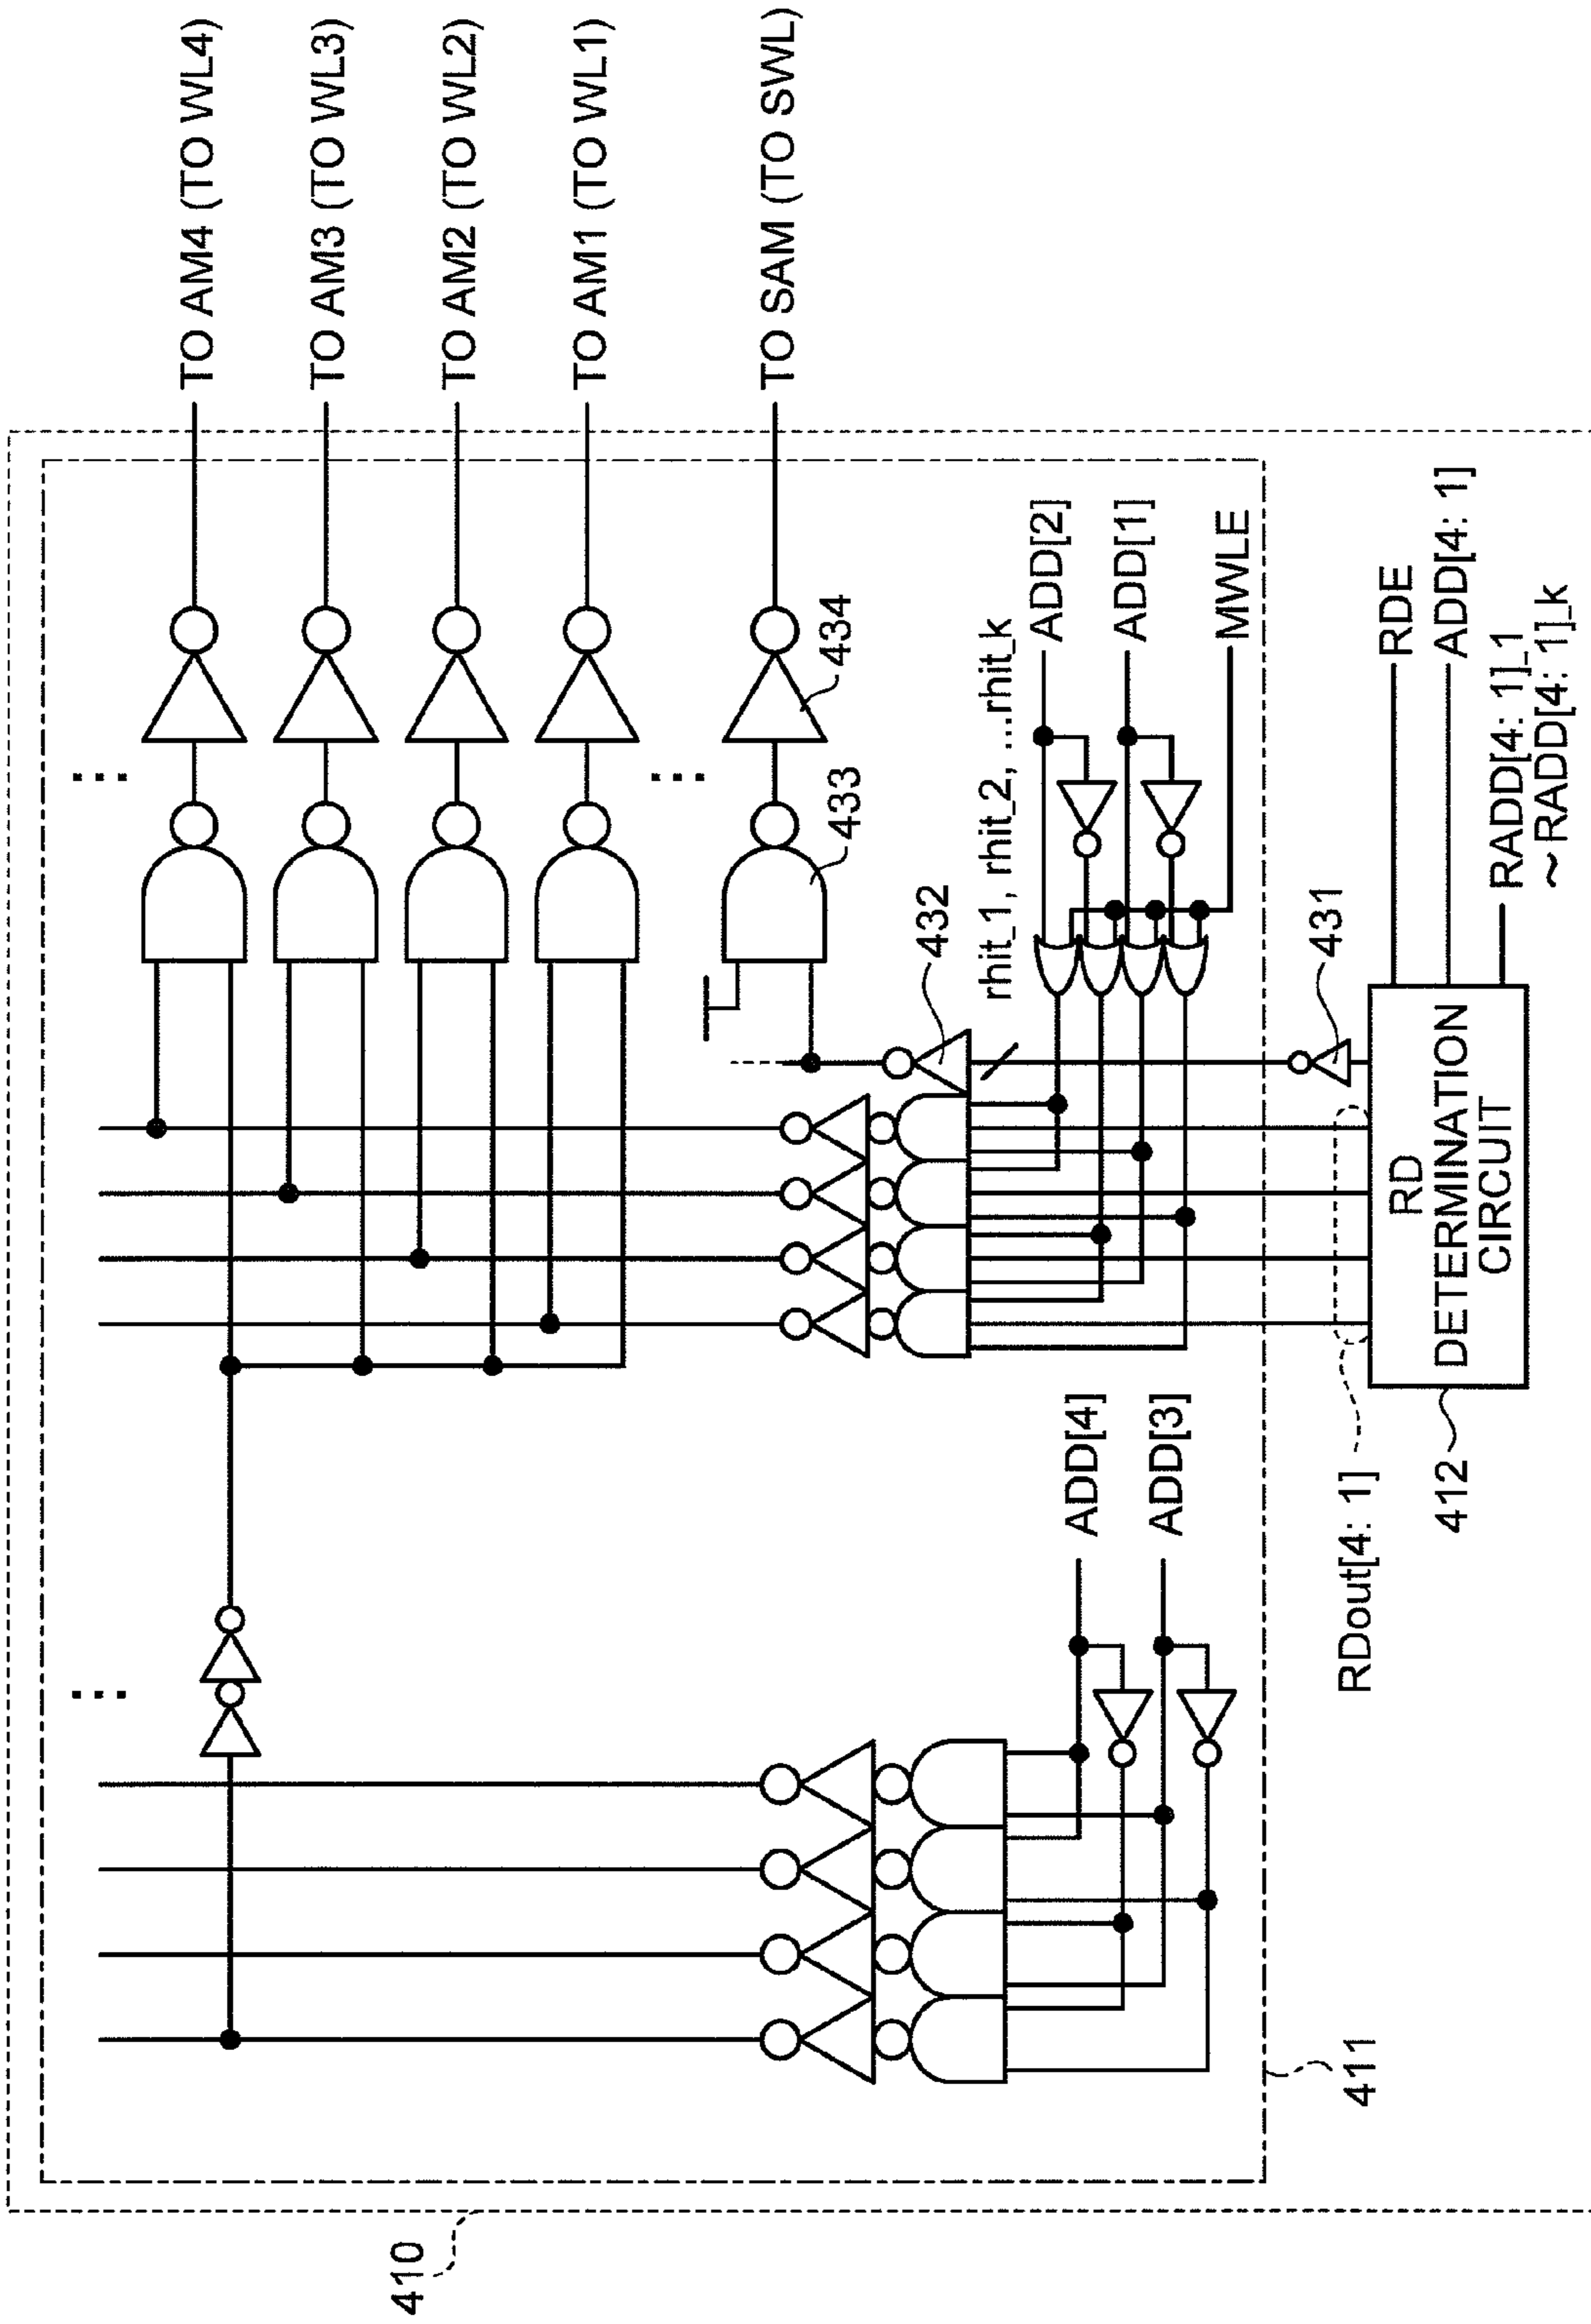 410
411
TO AM4 (TO WL4)
TO AM3 (TO WL3)
TO AM2 (TO WL2)
TO AM1 (TO WL1)
TO SAM (TO SWL)
434
433
432
rhit_1, rhit_2, ...rhit_k
ADD[2]
ADD[1]
MWLE
431
ADD[4]
ADD[3]
RDout[4: 1]
412
RD
DETERMINATION
CIRCUIT
RDE
ADD[4: 1]
RADD[4: 1]_1
~ RADD[4: 1]_k